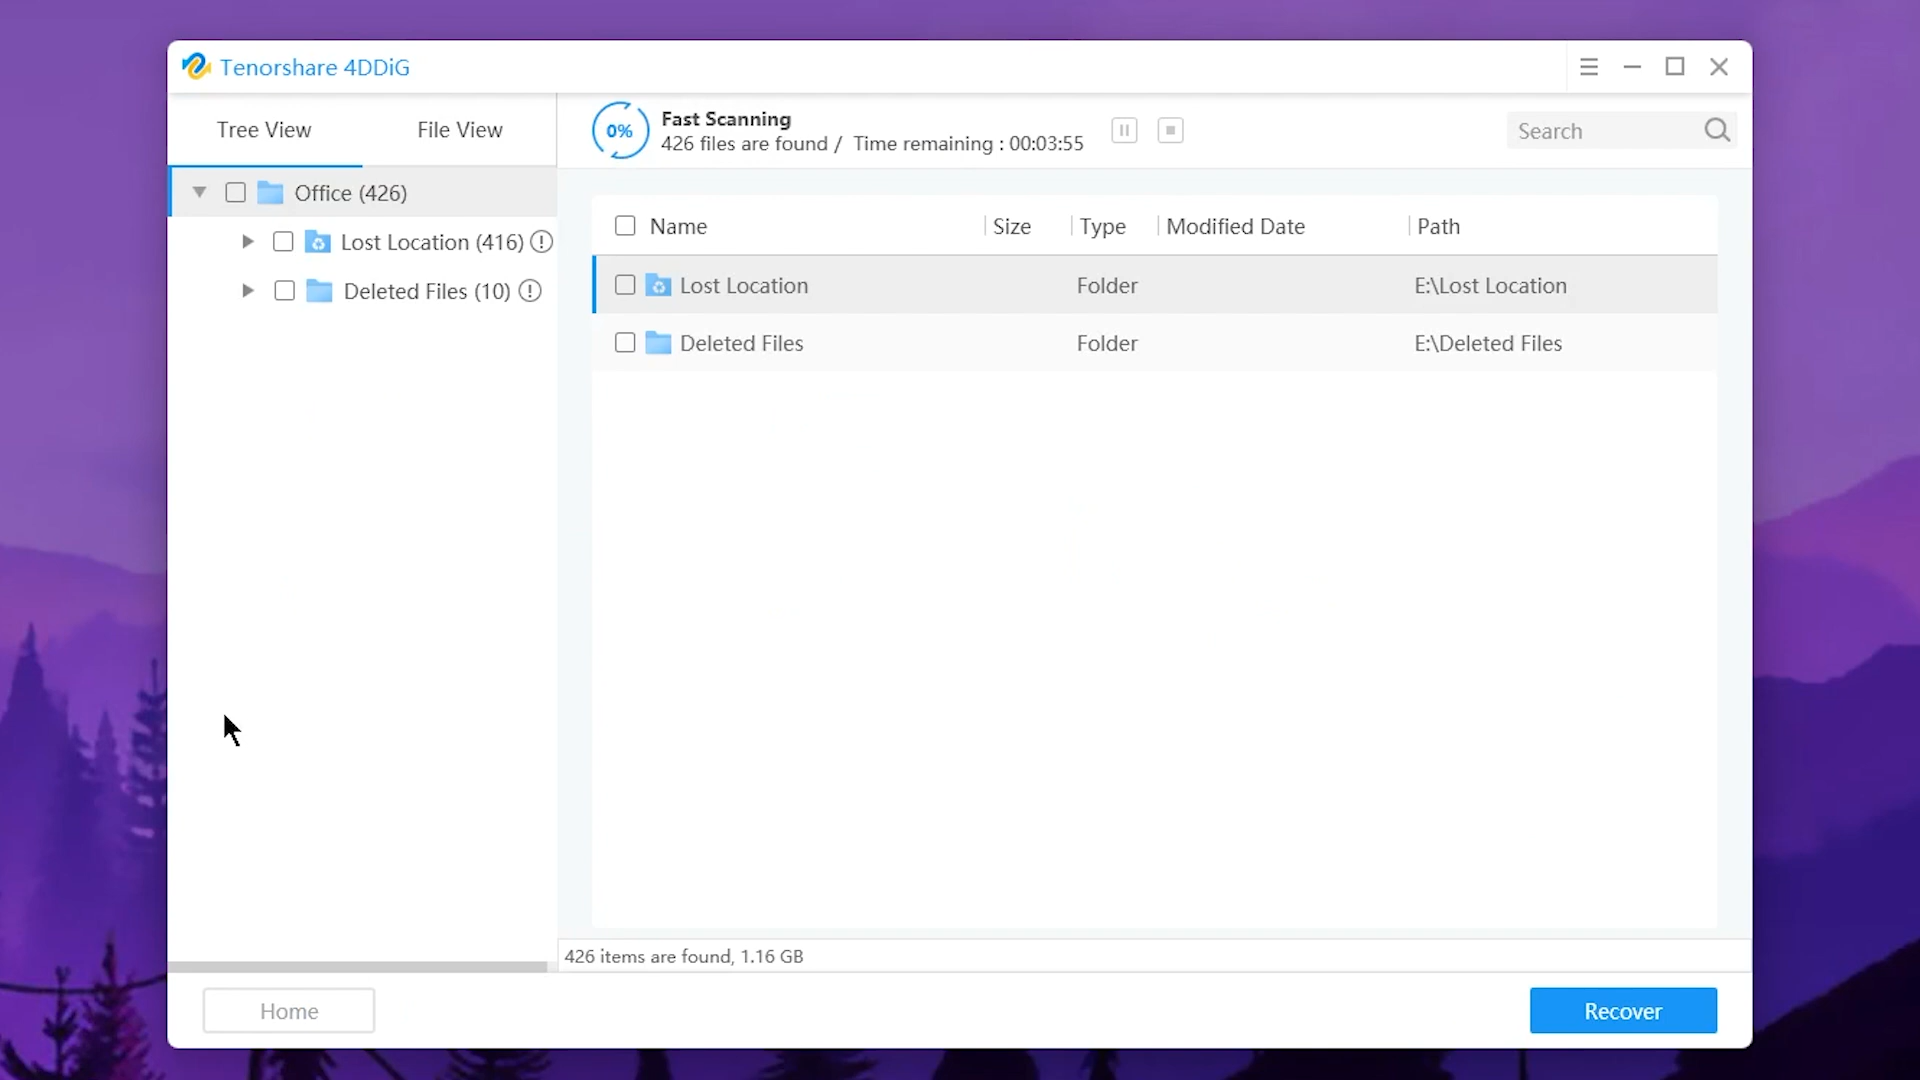 Tenorshare 4DDiG
Tree View
File View
0%
Fast Scanning
426 files are found / Time remaining : 00:03:55
Search
Office (426)
Lost Location (416)
Deleted Files (10)
Name Size Type Modified Date Path
Lost Location Folder E:\Lost Location
Deleted Files Folder E:\Deleted Files
426 items are found, 1.16 GB
Home
Recover